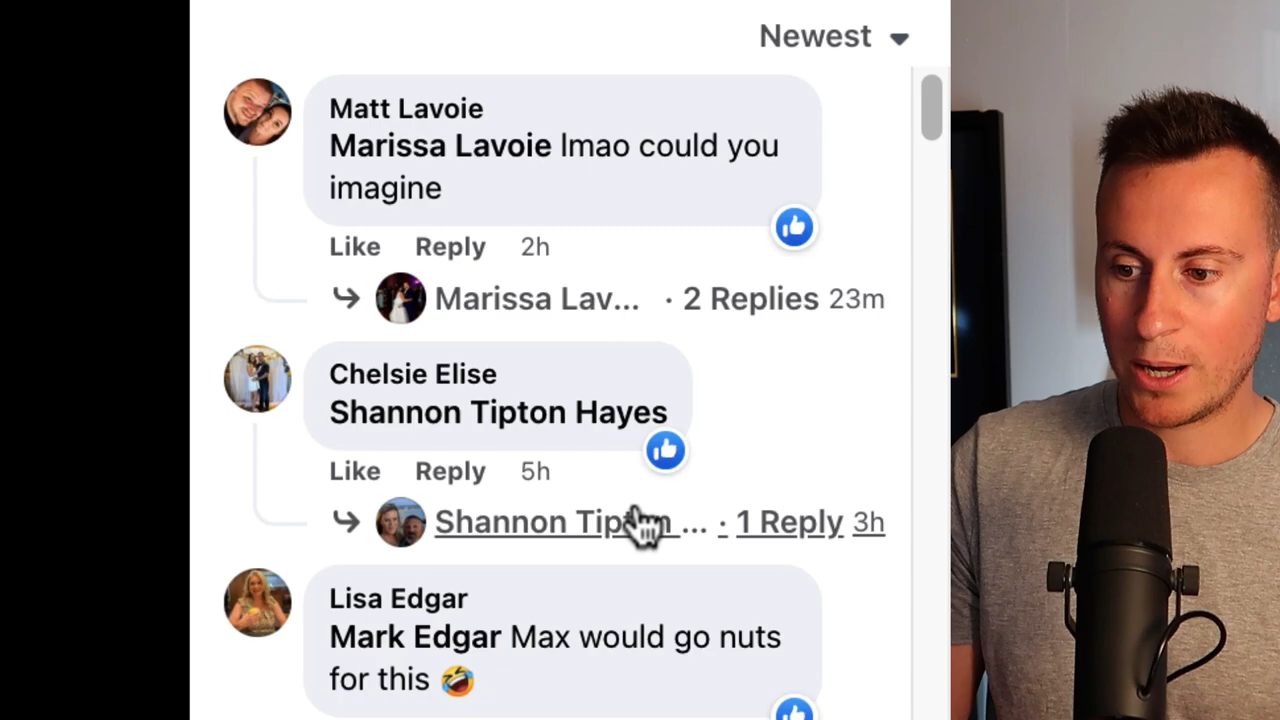 Newest
Matt Lavoie
Marissa Lavoie lmao could you
imagine
Like Reply 2h
Marissa Lav... · 2 Replies 23m
Chelsie Elise
Shannon Tipton Hayes
Like Reply 5h
Shannon Tipton ... · 1 Reply 3h
Lisa Edgar
Mark Edgar Max would go nuts
for this 🤣